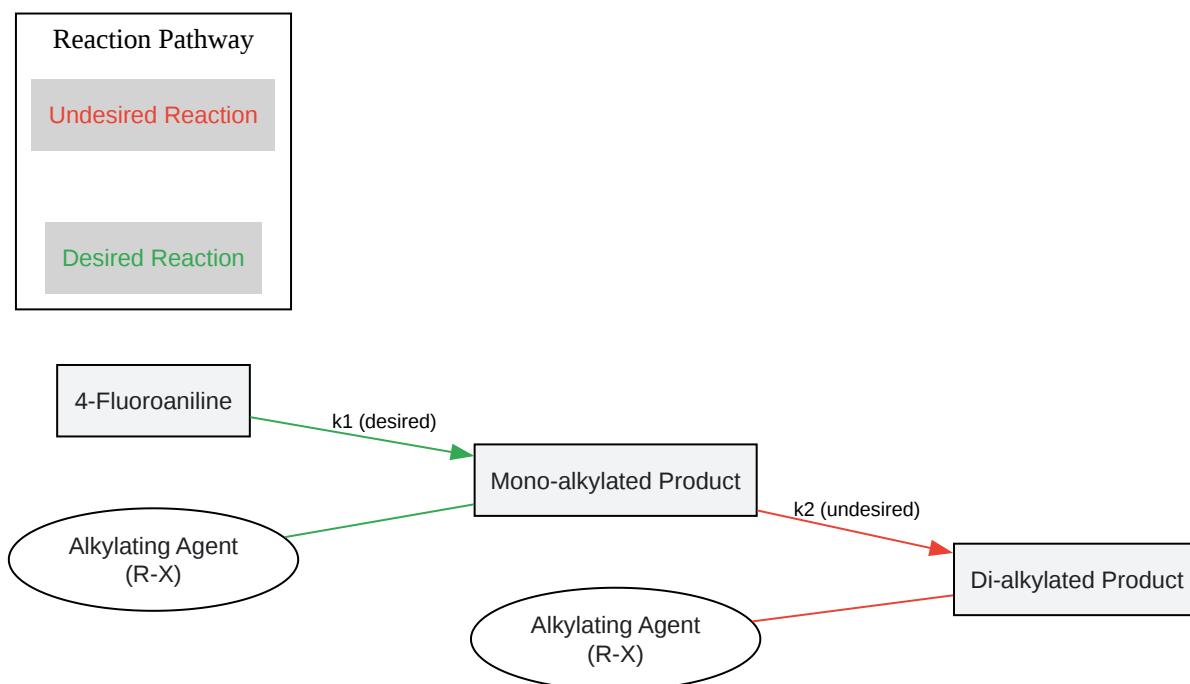 Reaction Pathway
Undesired Reaction
Desired Reaction
4-Fluoroaniline
k1 (desired)
Mono-alkylated Product
Alkylating Agent
(R-X)
k2 (undesired)
Di-alkylated Product
Alkylating Agent
(R-X)